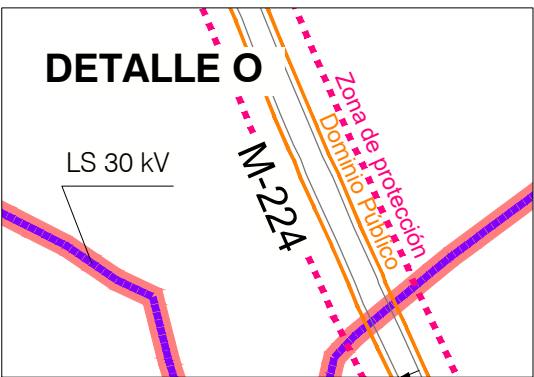 DETALLE O
LS 30 kV
M-224
Zona de protección
Dominio Público